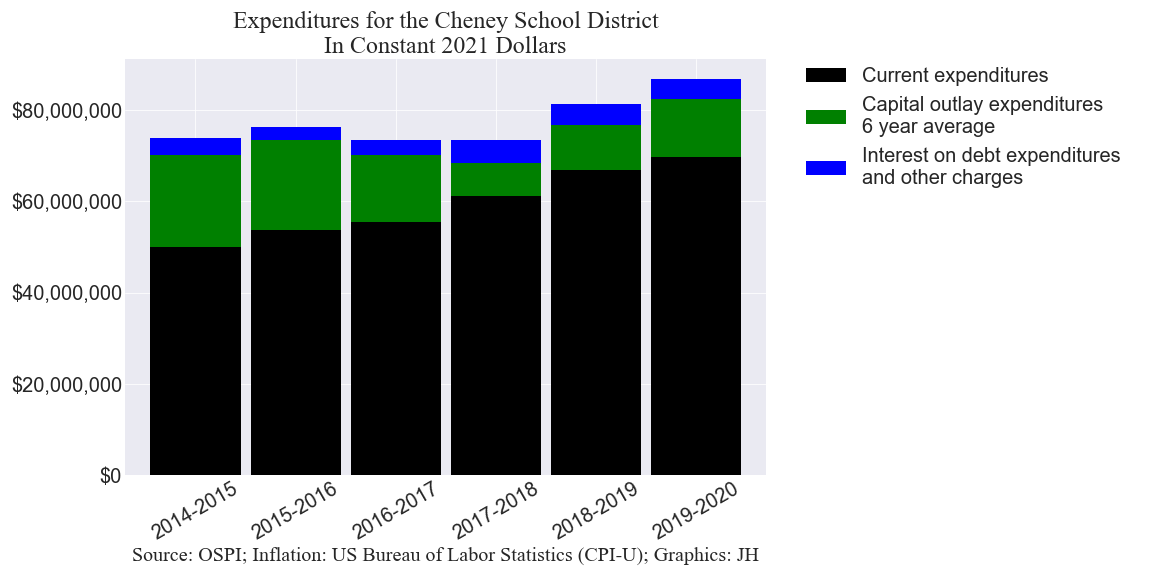 Expenditures for the Cheney School District
In Constant 2021 Dollars
Current expenditures
Capital outlay expenditures
6 year average
Interest on debt expenditures
and other charges
$80,000,000
$60,000,000
$40,000,000
$20,000,000
$0
2014-2015
2015-2016
2016-2017
2017-2018
2018-2019
2019-2020
Source: OSPI; Inflation: US Bureau of Labor Statistics (CPI-U); Graphics: JH